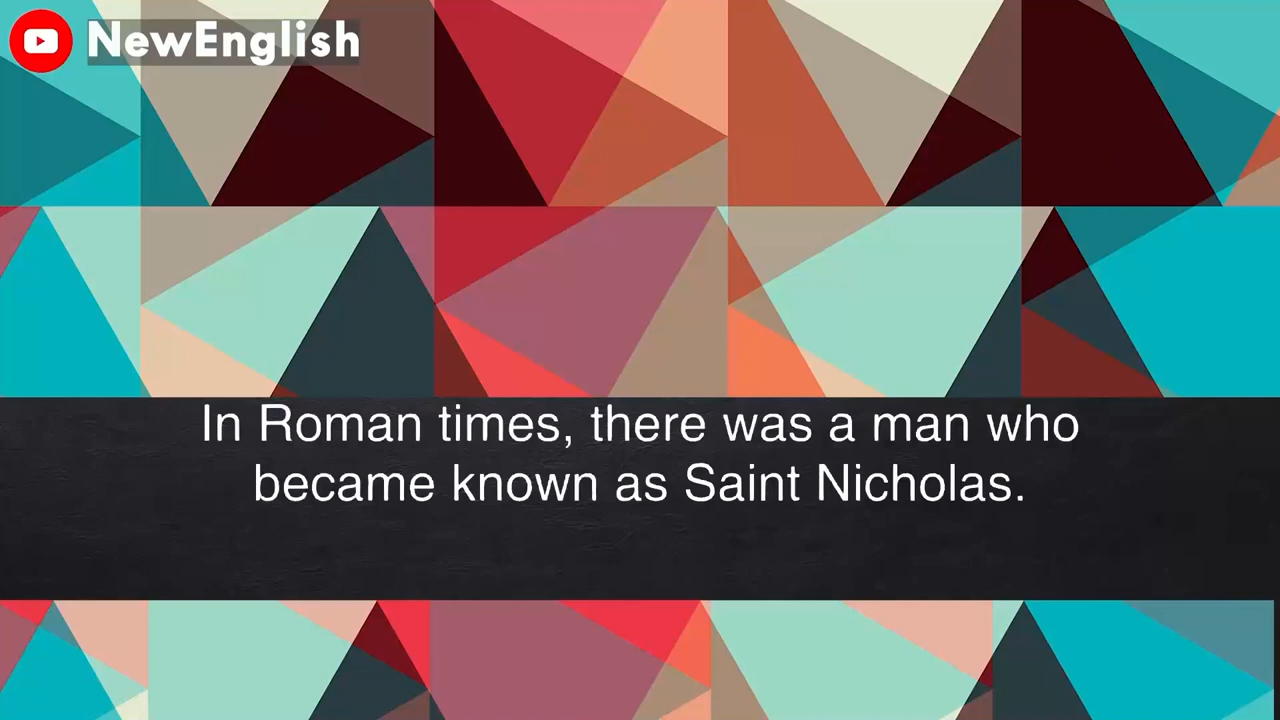 NewEnglish
In Roman times, there was a man who
became known as Saint Nicholas.